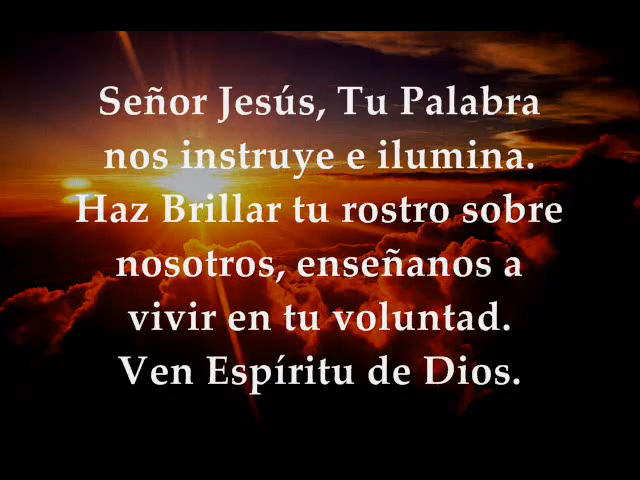 Señor Jesús, Tu Palabra
nos instruye e ilumina.
Haz Brillar tu rostro sobre
nosotros, enseñanos a
vivir en tu voluntad.
Ven Espíritu de Dios.